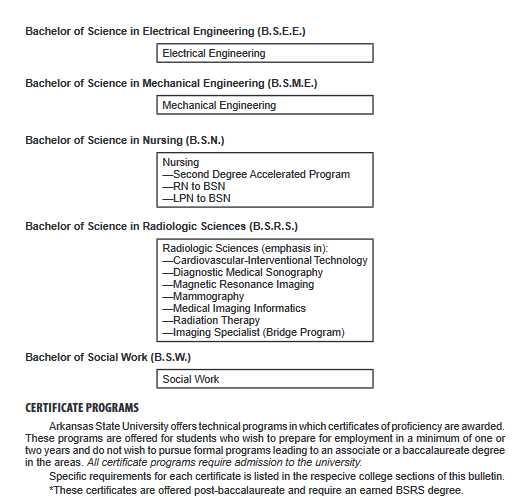 Bachelor of Science in Electrical Engineering (B.S.E.E.)
Electrical Engineering
Bachelor of Science in Mechanical Engineering (B.S.M.E.)
Mechanical Engineering
Bachelor of Science in Nursing (B.S.N.)
Nursing
—Second Degree Accelerated Program
—RN to BSN
—LPN to BSN
Bachelor of Science in Radiologic Sciences (B.S.R.S.)
Radiologic Sciences (emphasis in):
—Cardiovascular-Interventional Technology
—Diagnostic Medical Sonography
—Magnetic Resonance Imaging
—Mammography
—Medical Imaging Informatics
—Radiation Therapy
—Imaging Specialist (Bridge Program)
Bachelor of Social Work (B.S.W.)
Social Work
CERTIFICATE PROGRAMS
Arkansas State University offers technical programs in which certificates of proficiency are awarded.
These programs are offered for students who wish to prepare for employment in a minimum of one or
two years and do not wish to pursue formal programs leading to an associate or a baccalaureate degree
in the areas. All certificate programs require admission to the university.
Specific requirements for each certificate is listed in the respecive college sections of this bulletin.
*These certificates are offered post-baccalaureate and require an earned BSRS degree.